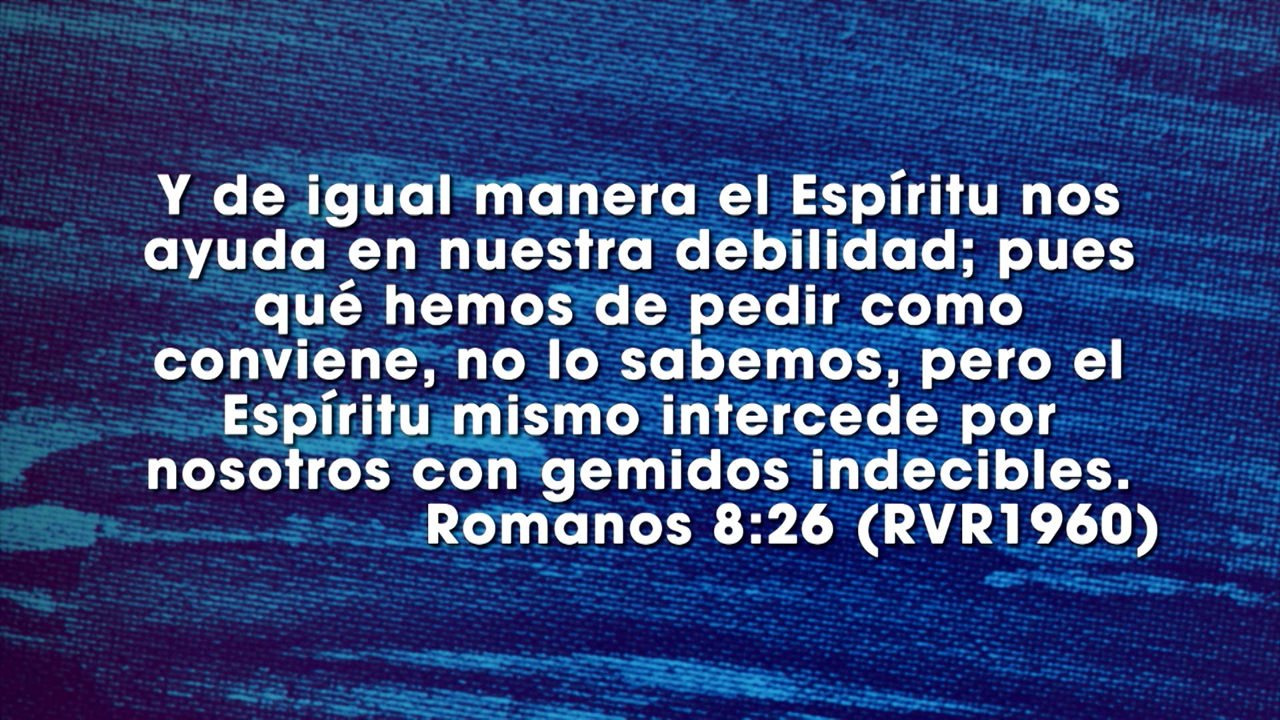 Y de igual manera el Espíritu nos
ayuda en nuestra debilidad; pues
qué hemos de pedir como
conviene, no lo sabemos, pero el
Espíritu mismo intercede por
nosotros con gemidos indecibles.
Romanos 8:26 (RVR1960)